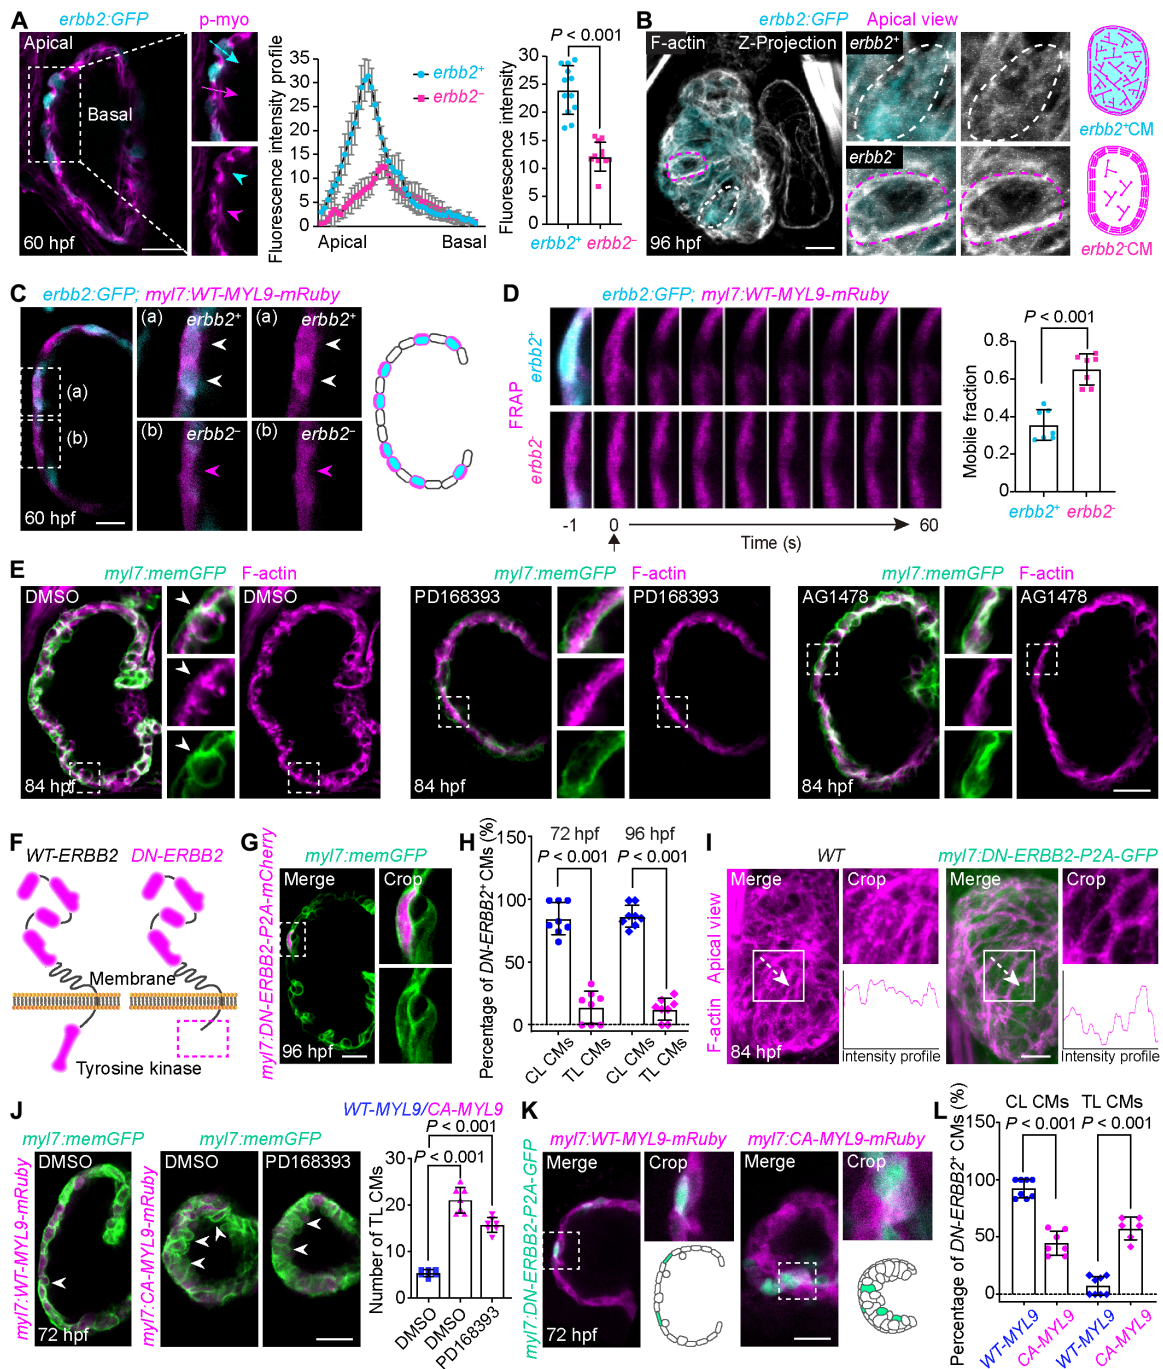 A
erbb2:GFP
p-myo
Apical
Basal
60 hpf
Fluorescence intensity profile
35
30
25
20
15
10
5
0
Apical
Basal
erbb2+
erbb2−
Fluorescence intensity
30
25
20
15
10
5
0
P < 0.001
erbb2+
erbb2−
B
erbb2:GFP
Apical view
F-actin
Z-Projection
96 hpf
erbb2+
erbb2-
erbb2+CM
erbb2-CM
C
erbb2:GFP; myl7:WT-MYL9-mRuby
(a)
(b)
60 hpf
(a)
erbb2+
(a)
erbb2+
(b)
erbb2−
(b)
erbb2−
D
erbb2:GFP; myl7:WT-MYL9-mRuby
FRAP
erbb2+
erbb2-
-1
0
60
Time (s)
Mobile fraction
0.8
0.6
0.4
0.2
0
P < 0.001
erbb2+
erbb2-
E
myl7:memGFP
F-actin
DMSO
DMSO
84 hpf
myl7:memGFP
F-actin
PD168393
PD168393
84 hpf
myl7:memGFP
F-actin
AG1478
AG1478
84 hpf
F
WT-ERBB2
DN-ERBB2
Membrane
Tyrosine kinase
G
myl7:DN-ERBB2-P2A-mCherry
myl7:memGFP
Merge
Crop
96 hpf
H
Percentage of DN-ERBB2+ CMs (%)
150
100
50
0
72 hpf
96 hpf
P < 0.001
P < 0.001
CL CMs
TL CMs
CL CMs
TL CMs
I
WT
myl7:DN-ERBB2-P2A-GFP
F-actin
Apical view
Merge
Crop
Merge
Crop
84 hpf
Intensity profile
Intensity profile
J
myl7:memGFP
myl7:memGFP
myl7:WT-MYL9-mRuby
DMSO
72 hpf
myl7:CA-MYL9-mRuby
DMSO
PD168393
WT-MYL9/CA-MYL9
P < 0.001
P < 0.001
Number of TL CMs
30
20
10
0
DMSO
DMSO
PD168393
K
myl7:DN-ERBB2-P2A-GFP
myl7:WT-MYL9-mRuby
myl7:CA-MYL9-mRuby
Merge
Crop
Merge
Crop
72 hpf
L
Percentage of DN-ERBB2+ CMs (%)
150
100
50
0
CL CMs
TL CMs
P < 0.001
P < 0.001
WT-MYL9
CA-MYL9
WT-MYL9
CA-MYL9